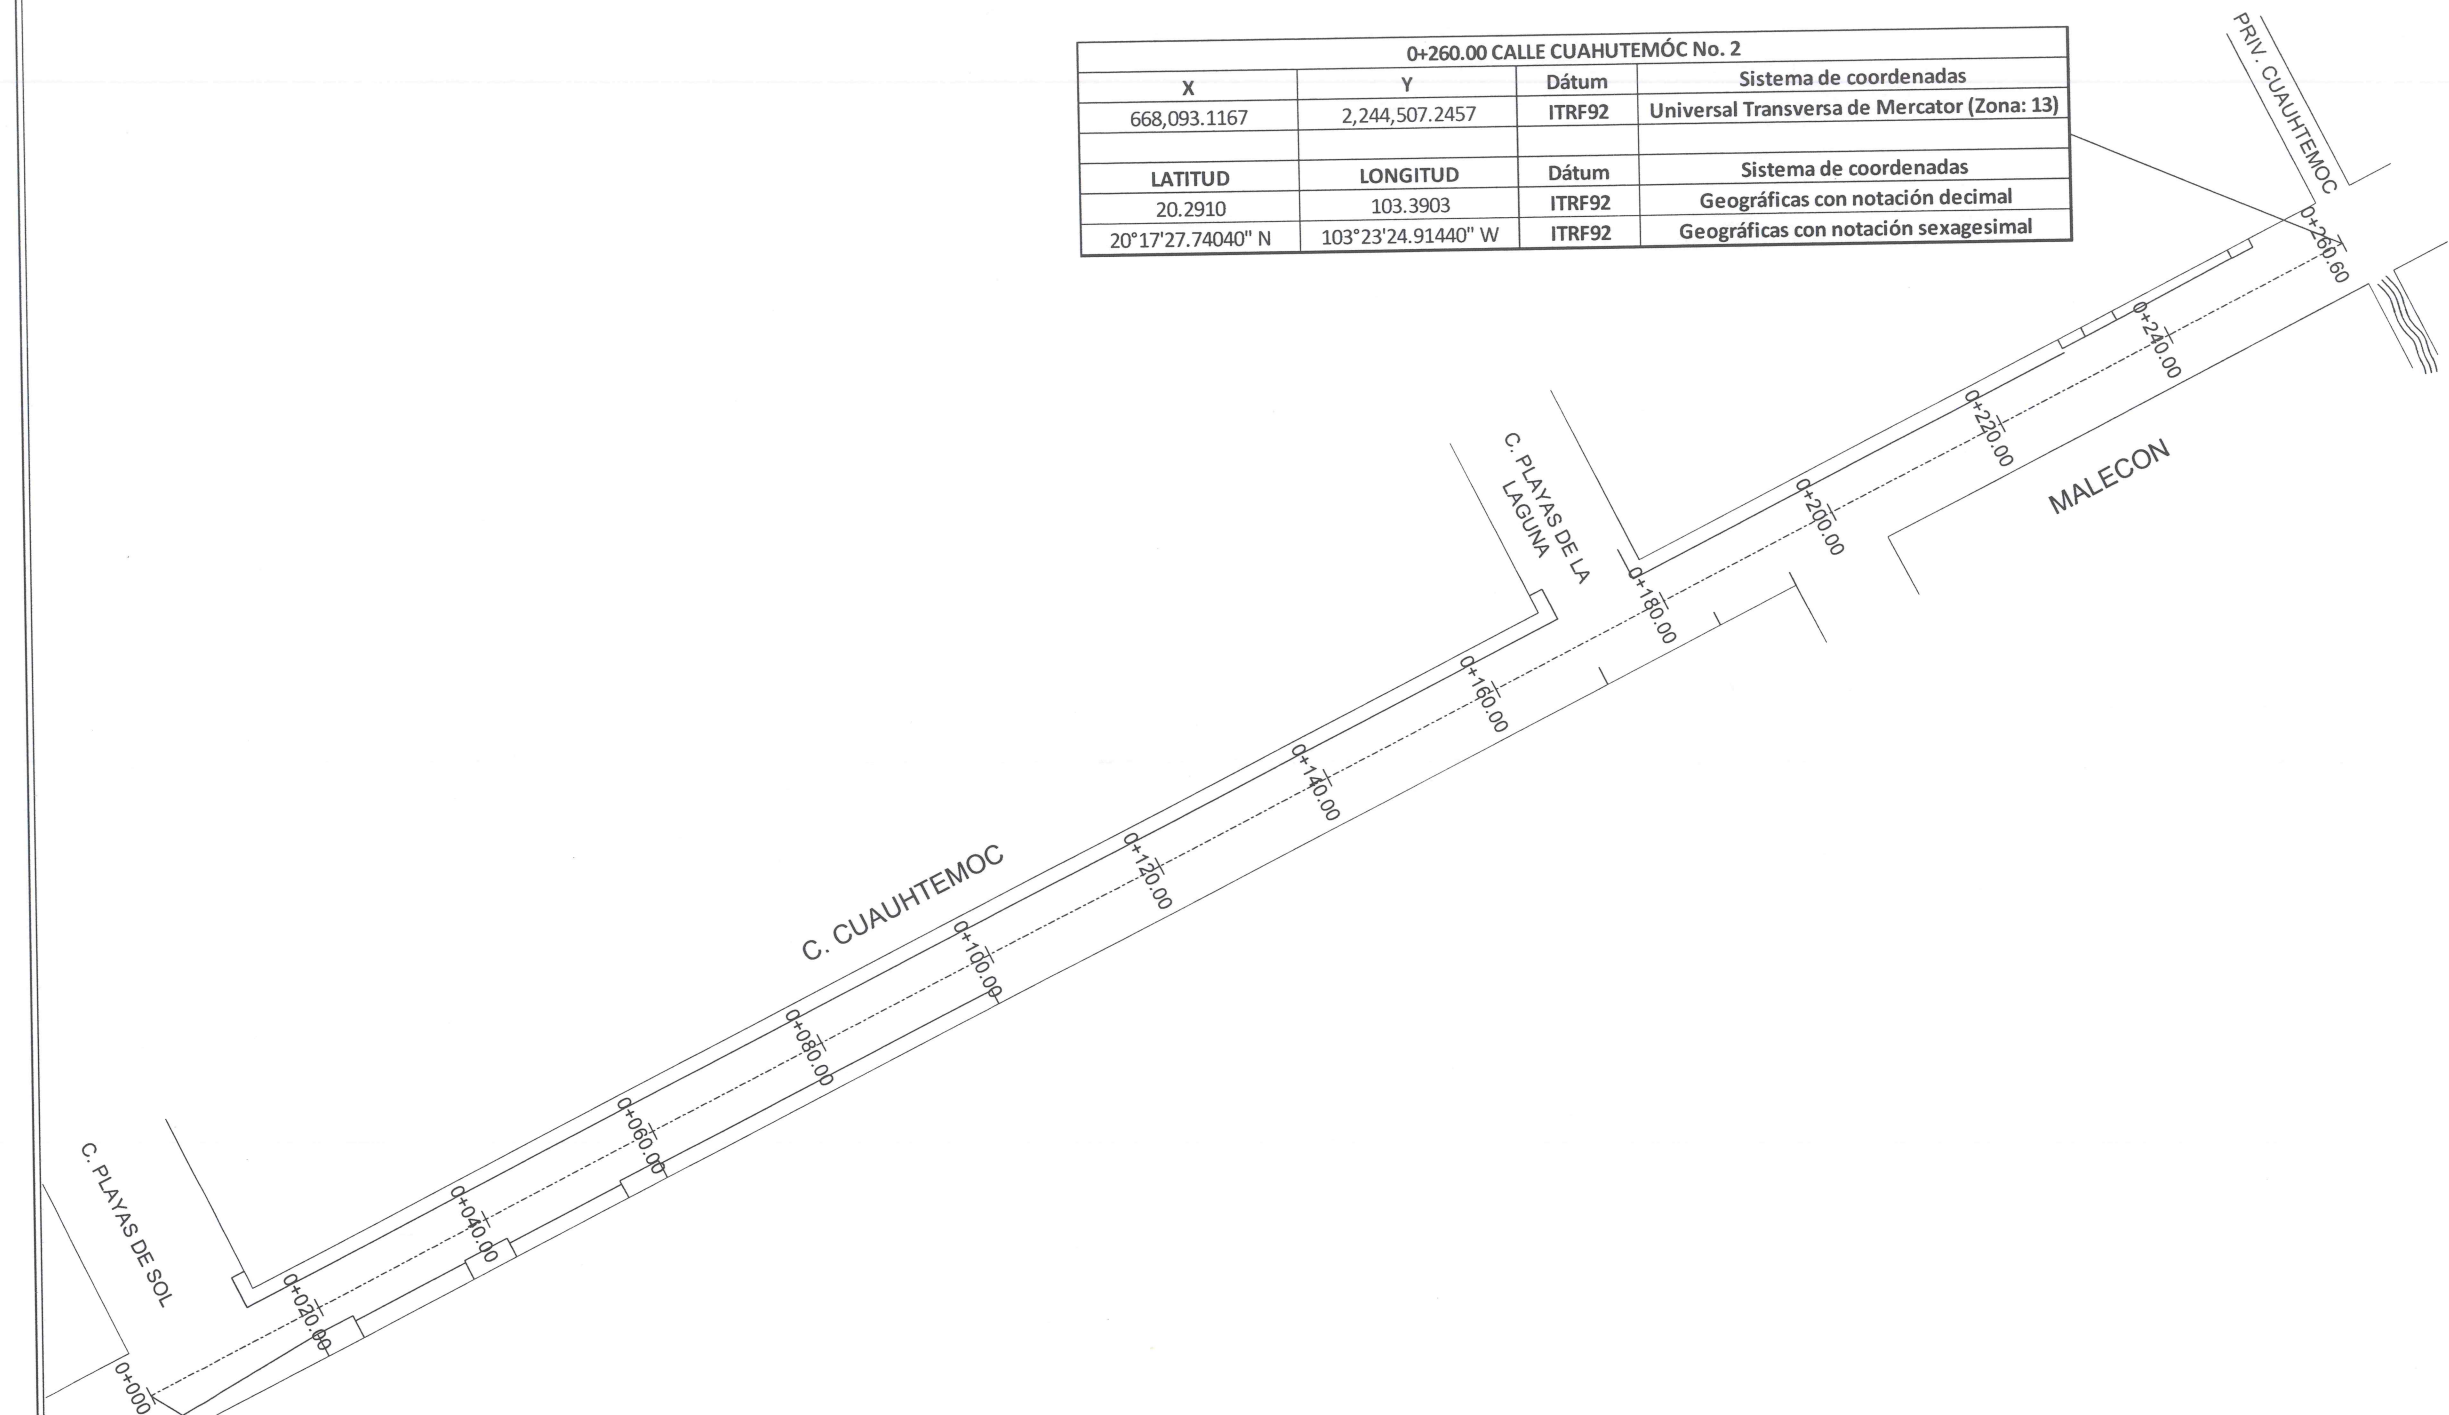 0+260.00 CALLE CUAHUTEMÓC No. 2
X Y Dátum Sistema de coordenadas
668,093.1167 2,244,507.2457 ITRF92 Universal Transversa de Mercator (Zona: 13)
LATITUD LONGITUD Dátum Sistema de coordenadas
20.2910 103.3903 ITRF92 Geográficas con notación decimal
20°17'27.74040" N 103°23'24.91440" W ITRF92 Geográficas con notación sexagesimal
PRIV. CUAUHTEMOC
0+260.60
0+240.00
0+220.00
MALECON
0+200.00
C. PLAYAS DE LA
LAGUNA
0+180.00
0+160.00
0+140.00
0+120.00
C. CUAUHTEMOC
0+100.00
0+080.00
0+060.00
0+040.00
C. PLAYAS DE SOL
0+020.00
0+000